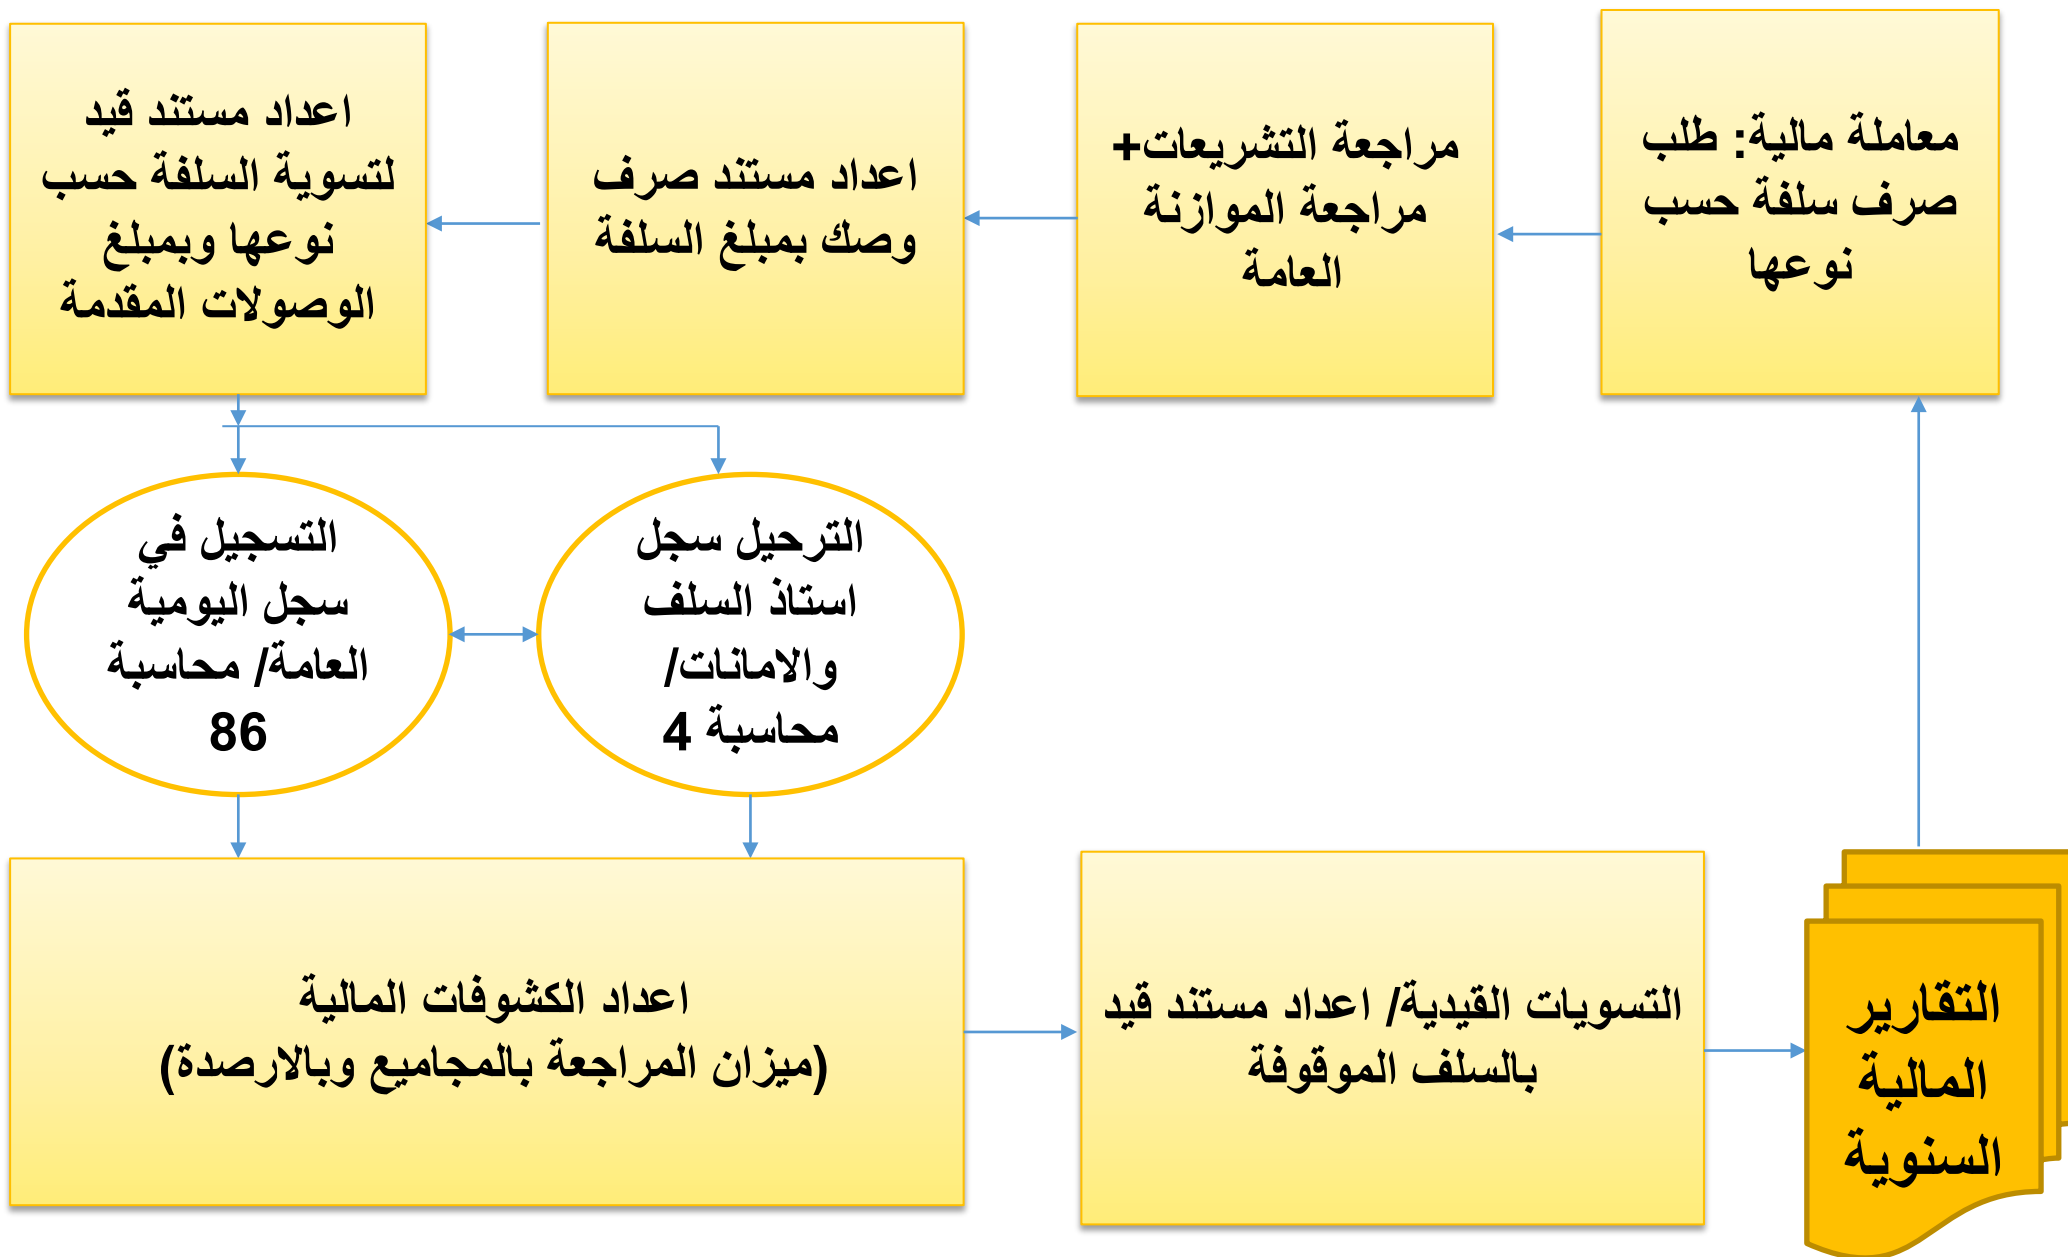 معاملة مالية: طلب
صرف سلفة حسب
نوعها
مراجعة التشريعات+
مراجعة الموازنة
العامة
اعداد مستند صرف
وصك بمبلغ السلفة
اعداد مستند قيد
لتسوية السلفة حسب
نوعها وبمبلغ
الوصولات المقدمة
الترحيل سجل
استاذ السلف
والامانات/
محاسبة 4
التسجيل في
سجل اليومية
العامة/ محاسبة
86
اعداد الكشوفات المالية
(ميزان المراجعة بالمجاميع وبالارصدة)
التسويات القيدية/ اعداد مستند قيد
بالسلف الموقوفة
التقارير
المالية
السنوية